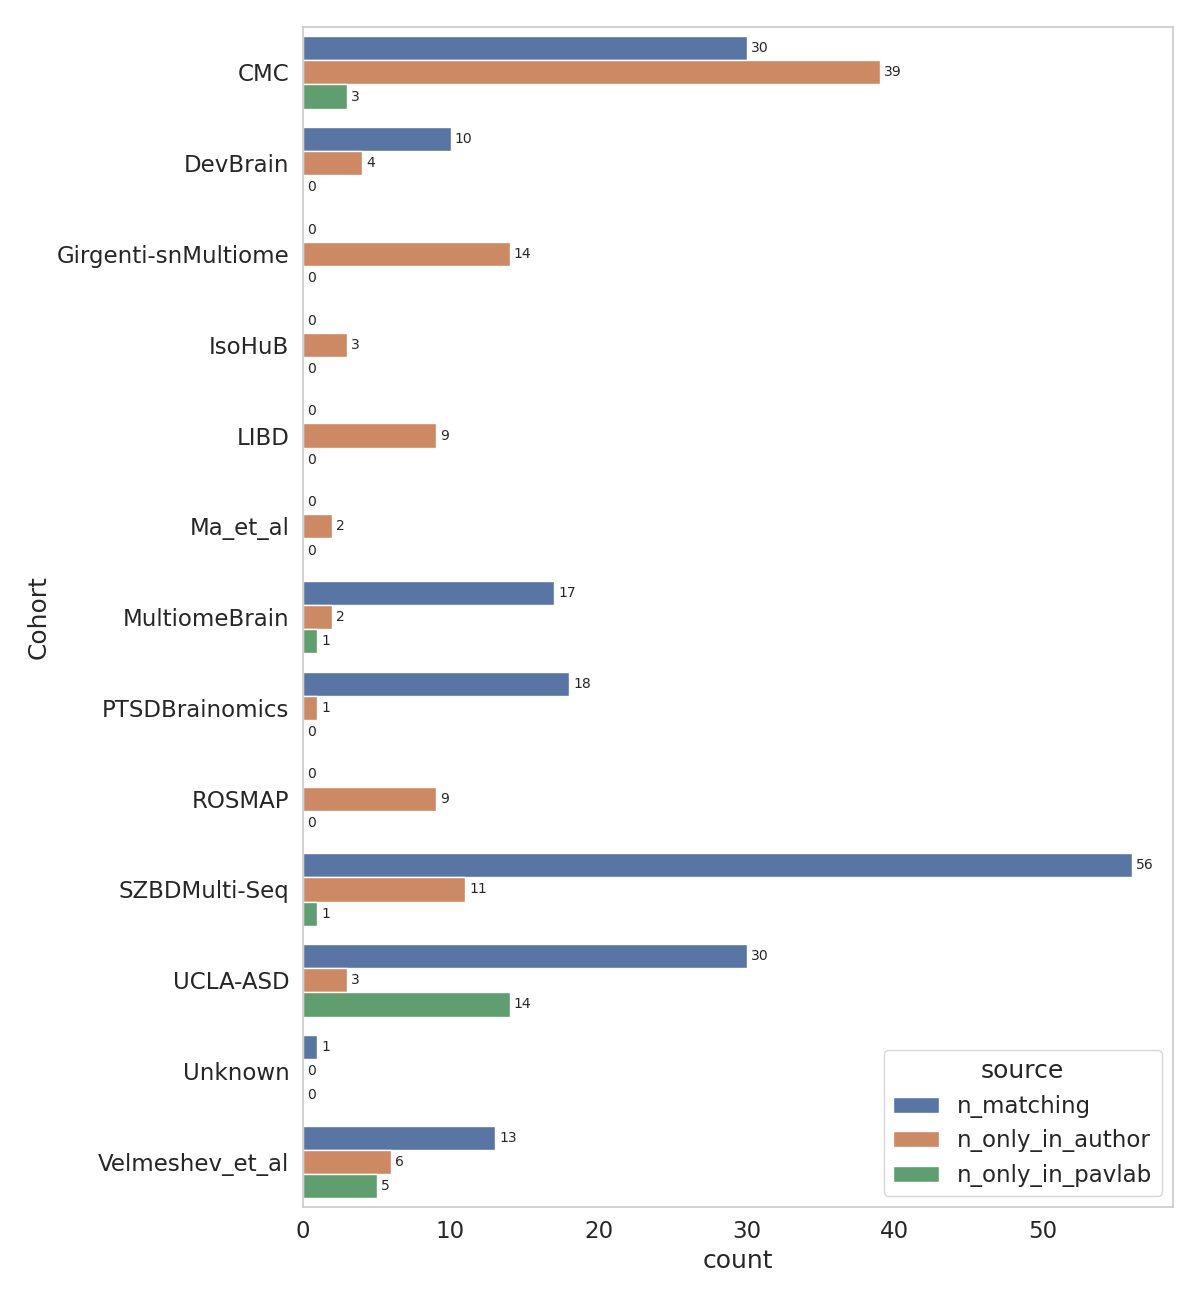 CMC
30
39
3
DevBrain
10
4
0
Girgenti-snMultiome
0
14
0
IsoHuB
0
3
0
LIBD
0
9
0
Ma_et_al
0
2
0
MultiomeBrain
17
2
1
PTSDBrainomics
18
1
0
ROSMAP
0
9
0
SZBDMulti-Seq
56
11
1
UCLA-ASD
30
3
14
Unknown
1
0
0
Velmeshev_et_al
13
6
5
Cohort
source
n_matching
n_only_in_author
n_only_in_pavlab
0 10 20 30 40 50
count